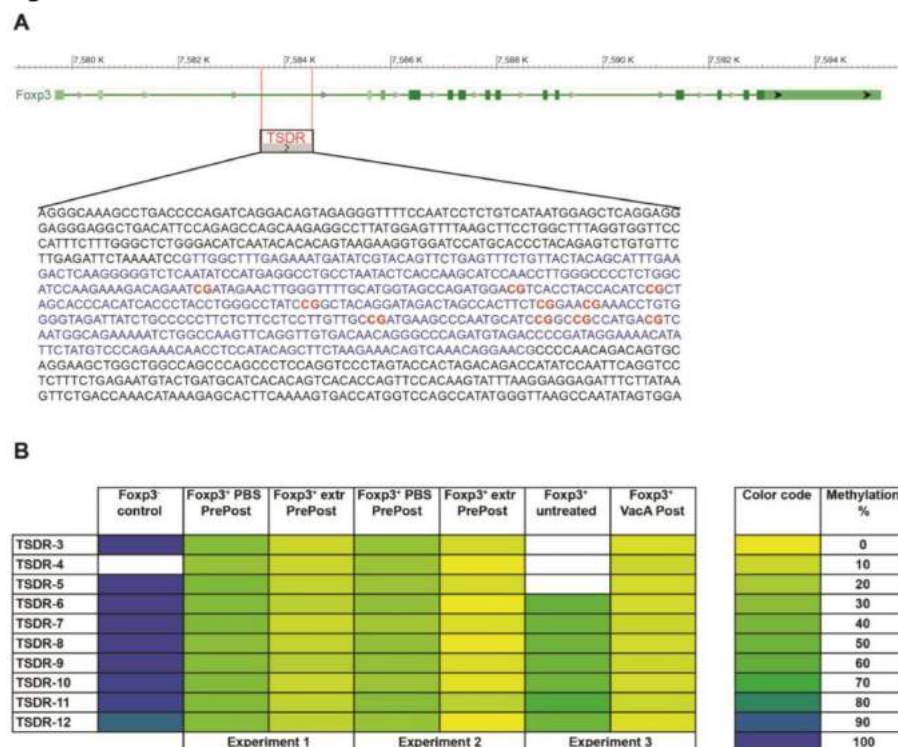 A
7,580 K
7,582 K
7,584 K
7,586 K
7,588 K
7,590 K
7,592 K
7,594 K
Foxp3
TSDR
AGGGCAAAGCCTGACCCCAGATCAGGACAGTAGAGGGTTTTCCAATCCTCTGTCATAATGGAGCTCAGGAGG
GAGGGAGGCTGACATTCCAGAGCCAGCAAGAGGCCTTATGGAGTTTTAAGCTTCCTGGCTTTAGGTGGTTCC
CATTTCTTTGGGCTCTGGGACATCAATACACACAGTAAGAAGGTGGATCCATGCACCCTACAGAGTCTGTGTTC
TTGAGATTCTAAAATCCGTTGGCTTTGAGAAATGATATCGTACAGTTCTGAGTTTCTGTTACTACAGCATTTGAA
GACTCAAGGGGGTCTCAATATCCATGAGGCCTGCCTAATACTCACCAAGCATCCAACCTTGGGCCCCTCTGGC
ATCCAAGAAAGACAGAATCGATAGAACTTGGGTTTTGCATGGTAGCCAGATGGACGTCACCTACCACATCCGCT
AGCACCCACATCACCCTACCTGGGCCTATCCGGCTACAGGATAGACTAGCCACTTCTCGGAACGAAACCTGTG
GGGTAGATTATCTGCCCCCTTCTCTTCCTCCTTGTTGCCGATGAAGCCCAATGCATCCGGCCGCCATGACGTC
AATGGCAGAAAAATCTGGCCAAGTTCAGGTTGTGACAACAGGGCCCAGATGTAGACCCCGATAGGAAAACATA
TTCTATGTCCCAGAAACAACCTCCATACAGCTTCTAAGAAACAGTCAAACAGGAACGCCCCAACAGACAGTGC
AGGAAGCTGGCTGGCCAGCCCAGCCCTCCAGGTCCCTAGTACCACTAGACAGACCATATCCAATTCAGGTCC
TCTTTCTGAGAATGTACTGATGCATCACACAGTCACACCAGTTCCACAAGTATTTAAGGAGGAGATTTCTTATAA
GTTCTGACCAAACATAAAGAGCACTTCAAAAGTGACCATGGTCCAGCCATATGGGTTAAGCCAATATAGTGGA
B
Foxp3⁻ control
Foxp3⁺ PBS PrePost
Foxp3⁺ extr PrePost
Foxp3⁺ PBS PrePost
Foxp3⁺ extr PrePost
Foxp3⁺ untreated
Foxp3⁺ VacA Post
Color code
Methylation %
TSDR-3
0
TSDR-4
10
TSDR-5
20
TSDR-6
30
TSDR-7
40
TSDR-8
50
TSDR-9
60
TSDR-10
70
TSDR-11
80
TSDR-12
90
Experiment 1
Experiment 2
Experiment 3
100